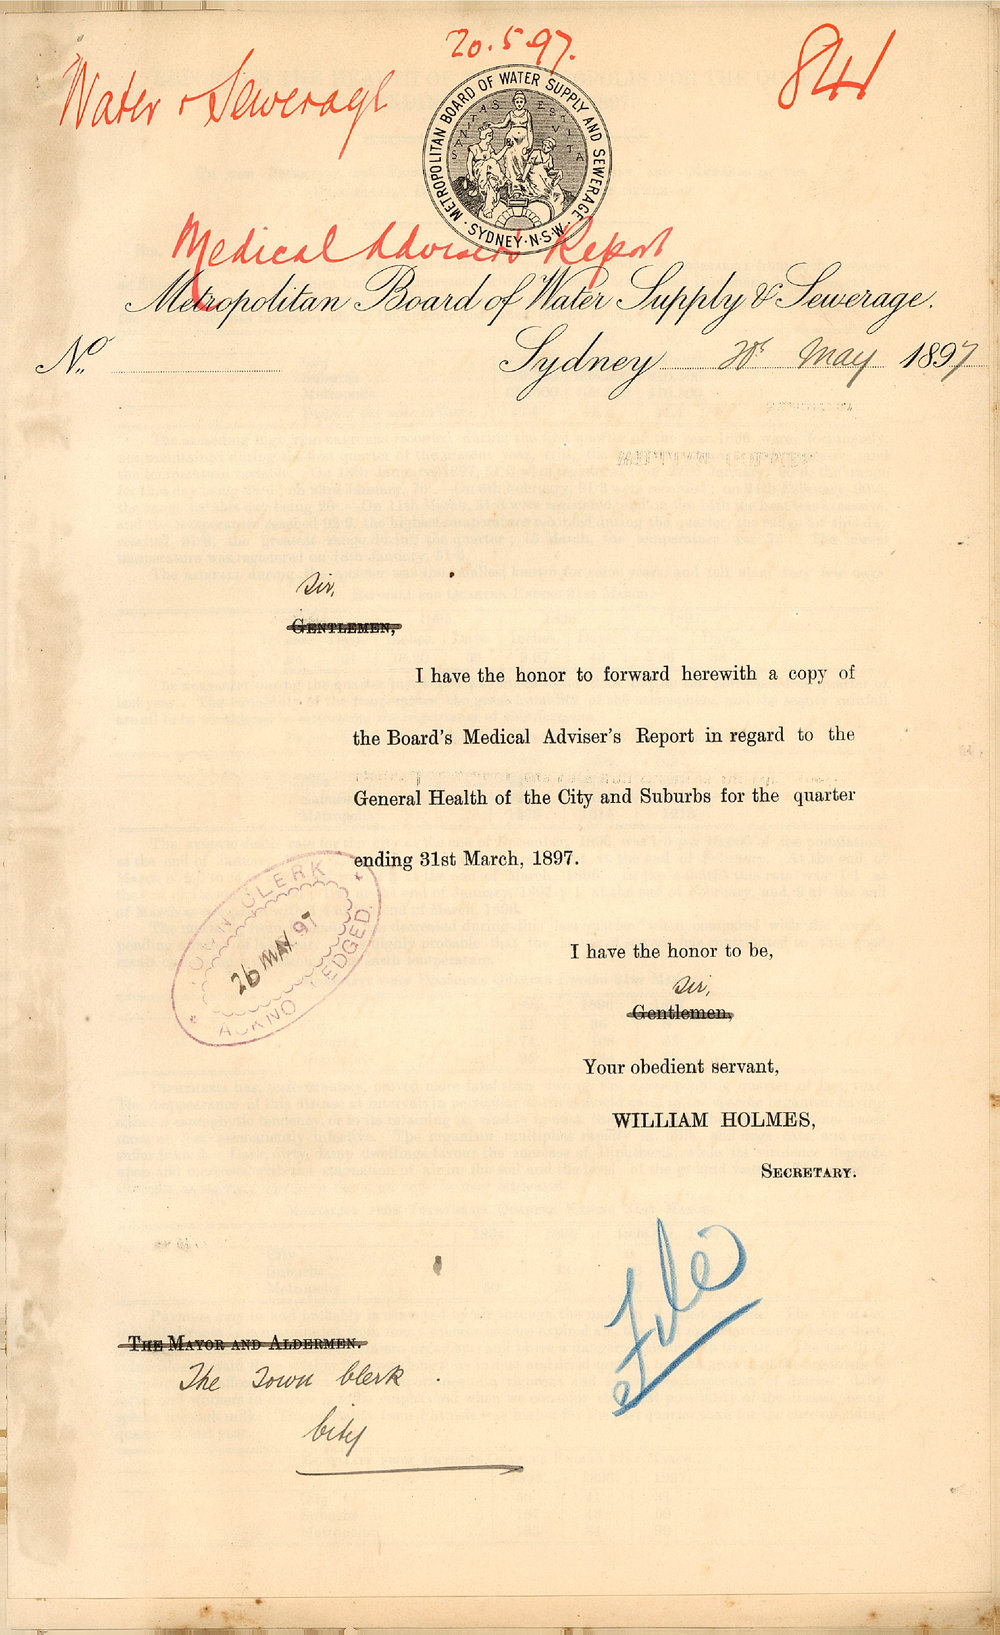 20.5.97.
841
Water & Sewerage
METROPOLITAN BOARD OF WATER SUPPLY AND SEWERAGE
SANITAS EST VITA
SYDNEY·N·S·W·
Medical Adviser's Report
Metropolitan Board of Water Supply & Sewerage.
No.
Sydney 20th May 1897
Sir,
GENTLEMEN,
I have the honor to forward herewith a copy of
the Board's Medical Adviser's Report in regard to the
General Health of the City and Suburbs for the quarter
ending 31st March, 1897.
TOWN CLERK
26 MAY 97
ACKNOWLEDGED.
I have the honor to be,
Sir,
Gentlemen,
Your obedient servant,
WILLIAM HOLMES,
SECRETARY.
File
THE MAYOR AND ALDERMEN.
The Town Clerk.
City